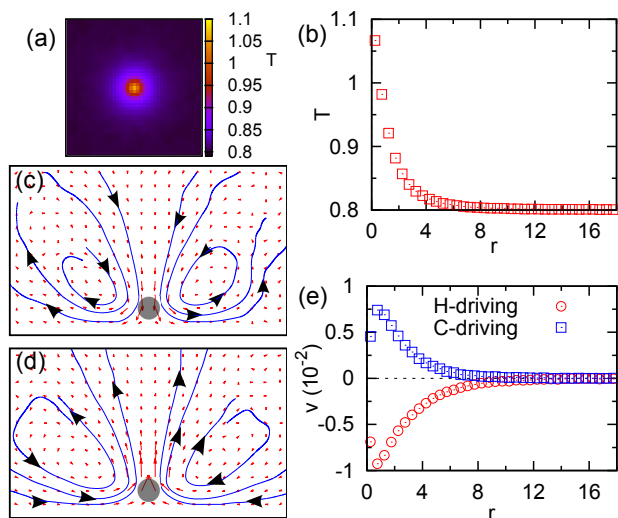 (a)
1.1
1.05
1
0.95
0.9
0.85
0.8
T
(b)
1.1
1
0.9
0.8
T
0 4 8 12 16
r
(c)
(d)
(e)
H-driving
C-driving
1
0.5
0
-0.5
-1
v (10⁻²)
0 4 8 12 16
r